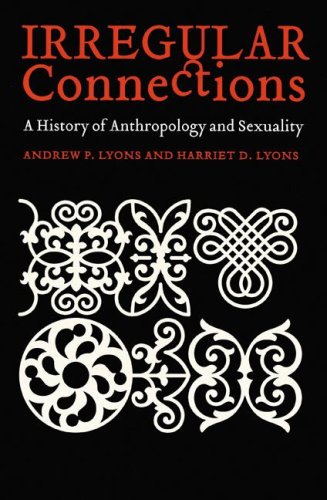 IRREGULAR
Connections
A History of Anthropology and Sexuality
ANDREW P. LYONS AND HARRIET D. LYONS